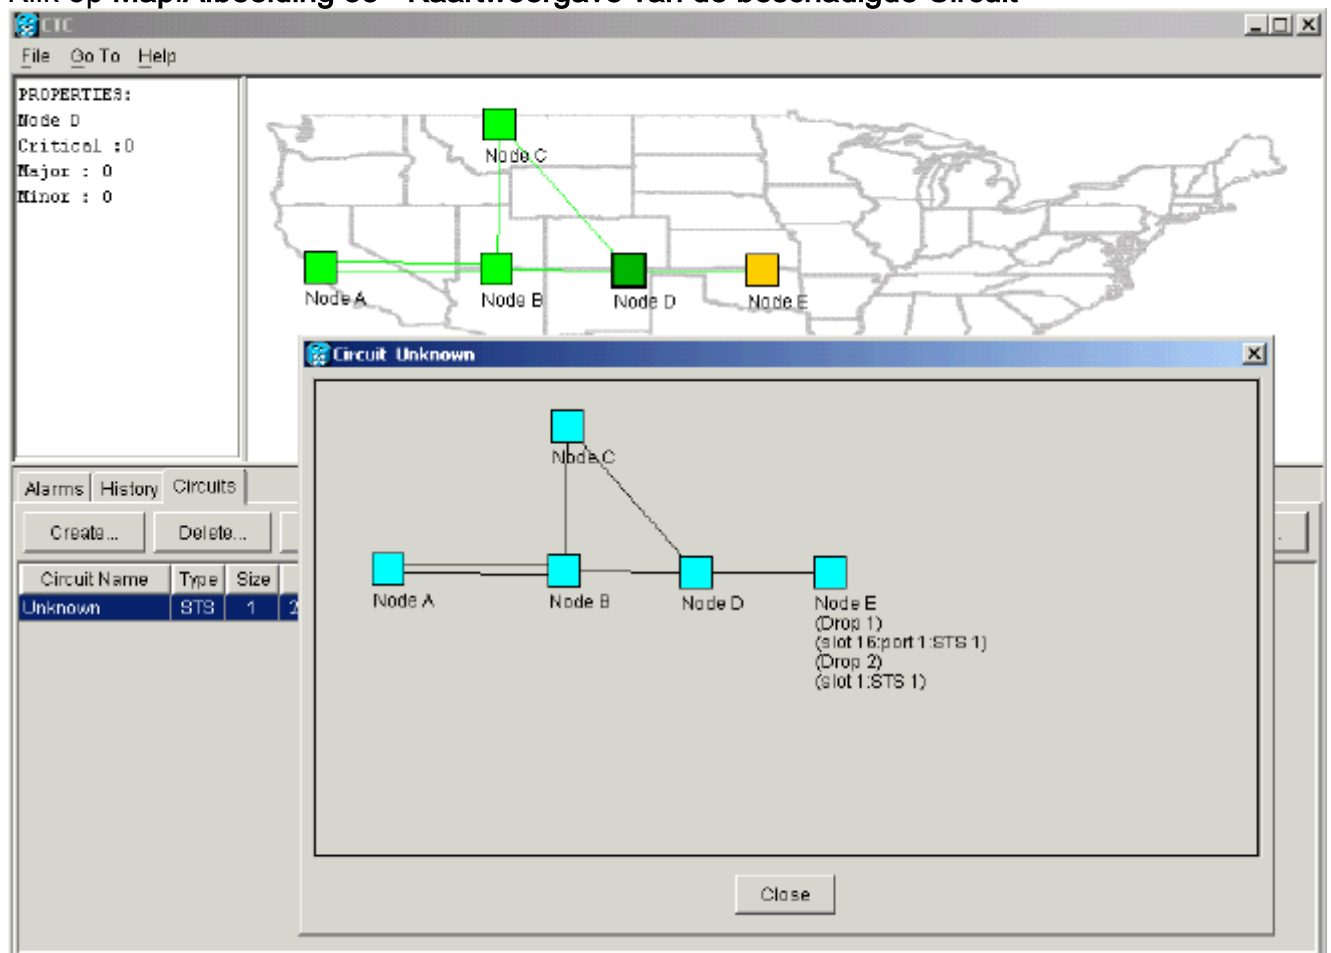 CTC
File Go To Help
PROPERTIES:
Node D
Critical :0
Major : 0
Minor : 0
Node C
Node A
Node B
Node D
Node E
Circuit Unknown
Node C
Node A
Node B
Node D
Node E
(Drop 1)
(slot 16:port 1:STS 1)
(Drop 2)
(slot 1:STS 1)
Close
Alarms History Circuits
Create... Delete...
Circuit Name Type Size
Unknown STS 1 2